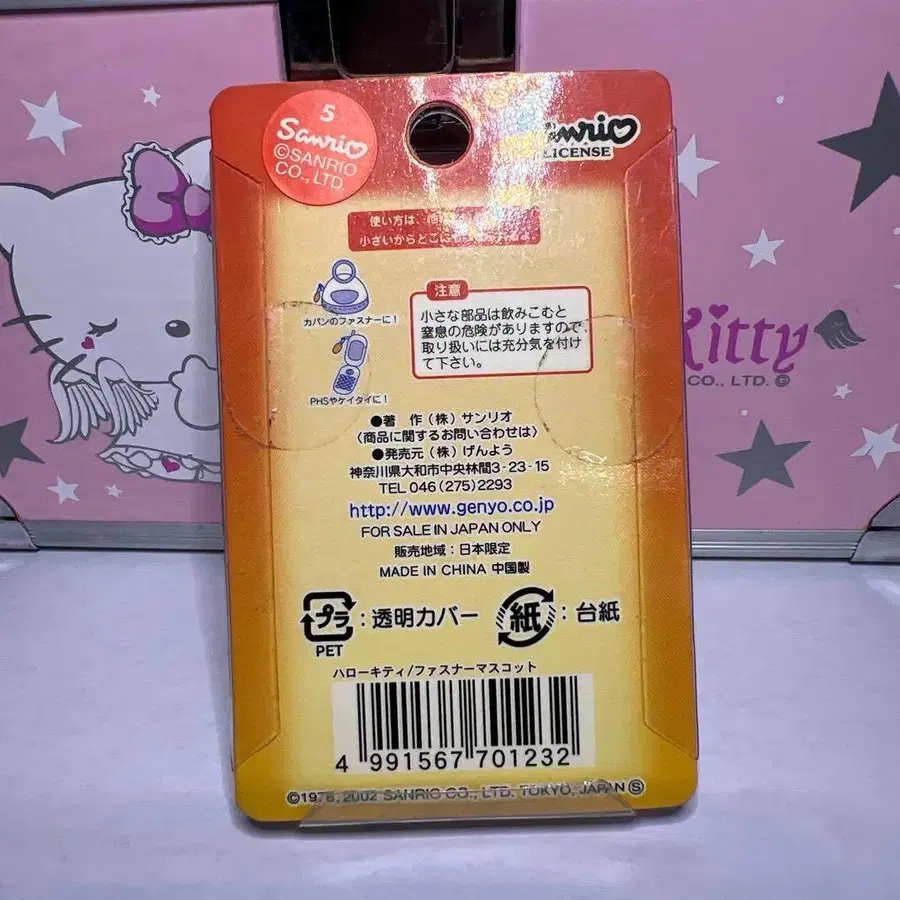 5
Sanrio
©SANRIO
CO., LTD.
Sanrio
LICENSE
使い方は、
小さいからどこに
注意
小さな部品は飲みこむと
窒息の危険がありますので、
取り扱いには充分気を付け
て下さい。
カバンのファスナーに!
PHSやケイタイに!
●著 作 (株) サンリオ
〈商品に関するお問い合わせは〉
●発売元 (株) げんよう
神奈川県大和市中央林間3-23-15
TEL 046 (275) 2293
http://www.genyo.co.jp
FOR SALE IN JAPAN ONLY
販売地域:日本限定
MADE IN CHINA 中国製
プラ:透明カバー
PET
紙:台紙
ハローキティ/ファスナーマスコット
4 991567 701232
©1976, 2002 SANRIO CO., LTD. TOKYO, JAPAN Ⓢ
Kitty
CO., LTD. Ⓖ